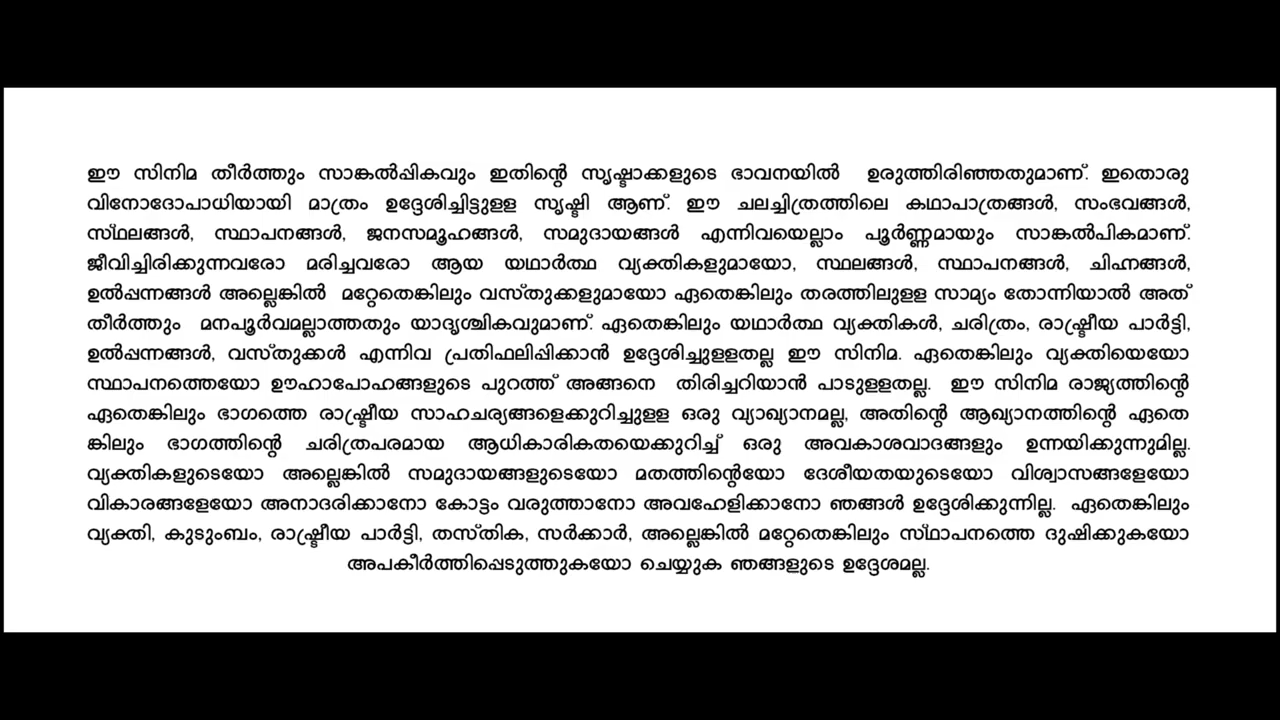 ഈ സിനിമ തീർത്തും സാങ്കൽപ്പികവും ഇതിന്റെ സൃഷ്ടാക്കളുടെ ഭാവനയിൽ ഉരുത്തിരിഞ്ഞതുമാണ്. ഇതൊരു
വിനോദോപാധിയായി മാത്രം ഉദ്ദേശിച്ചിട്ടുളള സൃഷ്ടി ആണ്. ഈ ചലച്ചിത്രത്തിലെ കഥാപാത്രങ്ങൾ, സംഭവങ്ങൾ,
സ്ഥലങ്ങൾ, സ്ഥാപനങ്ങൾ, ജനസമൂഹങ്ങൾ, സമുദായങ്ങൾ എന്നിവയെല്ലാം പൂർണ്ണമായും സാങ്കൽപികമാണ്.
ജീവിച്ചിരിക്കുന്നവരോ മരിച്ചവരോ ആയ യഥാർത്ഥ വ്യക്തികളുമായോ, സ്ഥലങ്ങൾ, സ്ഥാപനങ്ങൾ, ചിഹ്നങ്ങൾ,
ഉൽപ്പന്നങ്ങൾ അല്ലെങ്കിൽ മറ്റേതെങ്കിലും വസ്തുക്കളുമായോ ഏതെങ്കിലും തരത്തിലുളള സാമ്യം തോന്നിയാൽ അത്
തീർത്തും മനപൂർവമല്ലാത്തതും യാദൃശ്ചികവുമാണ്. ഏതെങ്കിലും യഥാർത്ഥ വ്യക്തികൾ, ചരിത്രം, രാഷ്ട്രീയ പാർട്ടി,
ഉൽപ്പന്നങ്ങൾ, വസ്തുക്കൾ എന്നിവ പ്രതിഫലിപ്പിക്കാൻ ഉദ്ദേശിച്ചുളളതല്ല ഈ സിനിമ. ഏതെങ്കിലും വ്യക്തിയെയോ
സ്ഥാപനത്തെയോ ഊഹാപോഹങ്ങളുടെ പുറത്ത് അങ്ങനെ തിരിച്ചറിയാൻ പാടുളളതല്ല. ഈ സിനിമ രാജ്യത്തിന്റെ
ഏതെങ്കിലും ഭാഗത്തെ രാഷ്ട്രീയ സാഹചര്യങ്ങളെക്കുറിച്ചുളള ഒരു വ്യാഖ്യാനമല്ല, അതിന്റെ ആഖ്യാനത്തിന്റെ ഏതെ
ങ്കിലും ഭാഗത്തിന്റെ ചരിത്രപരമായ ആധികാരികതയെക്കുറിച്ച് ഒരു അവകാശവാദങ്ങളും ഉന്നയിക്കുന്നുമില്ല.
വ്യക്തികളുടെയോ അല്ലെങ്കിൽ സമുദായങ്ങളുടെയോ മതത്തിന്റെയോ ദേശീയതയുടെയോ വിശ്വാസങ്ങളേയോ
വികാരങ്ങളേയോ അനാദരിക്കാനോ കോട്ടം വരുത്താനോ അവഹേളിക്കാനോ ഞങ്ങൾ ഉദ്ദേശിക്കുന്നില്ല. ഏതെങ്കിലും
വ്യക്തി, കുടുംബം, രാഷ്ട്രീയ പാർട്ടി, തസ്തിക, സർക്കാർ, അല്ലെങ്കിൽ മറ്റേതെങ്കിലും സ്ഥാപനത്തെ ദുഷിക്കുകയോ
അപകീർത്തിപ്പെടുത്തുകയോ ചെയ്യുക ഞങ്ങളുടെ ഉദ്ദേശമല്ല.